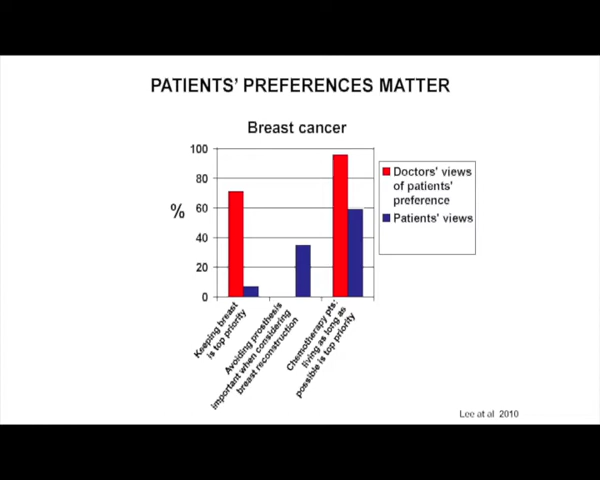 PATIENTS' PREFERENCES MATTER
Breast cancer
100
80
60
40
20
0
%
Doctors' views
of patients'
preference
Patients' views
Keeping breast
is top priority
Avoiding prosthesis
important when considering
breast reconstruction
Chemotherapy pts:
living as long as
possible is top priority
Lee at al 2010